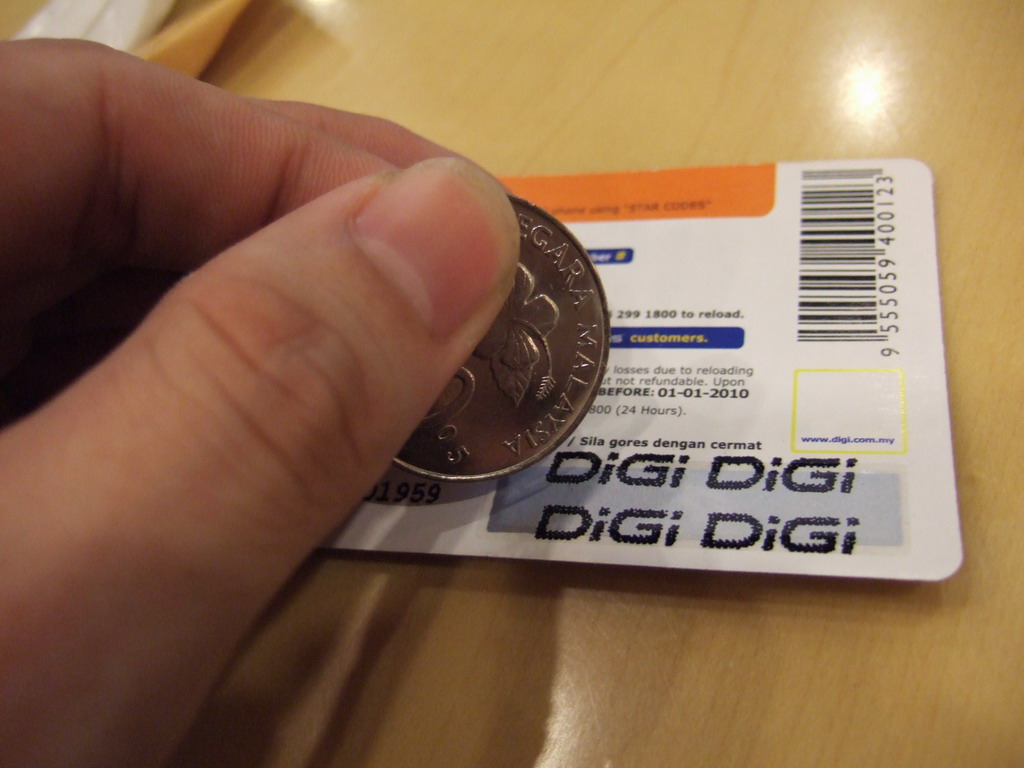 phone using "STAR CODES"
EGARA MALAYSIA
299 1800 to reload.
customers.
losses due to reloading
not refundable. Upon
BEFORE: 01-01-2010
800 (24 Hours).
/ Sila gores dengan cermat
DiGi DiGi
DiGi DiGi
01959
9 555059 400123
www.digi.com.my